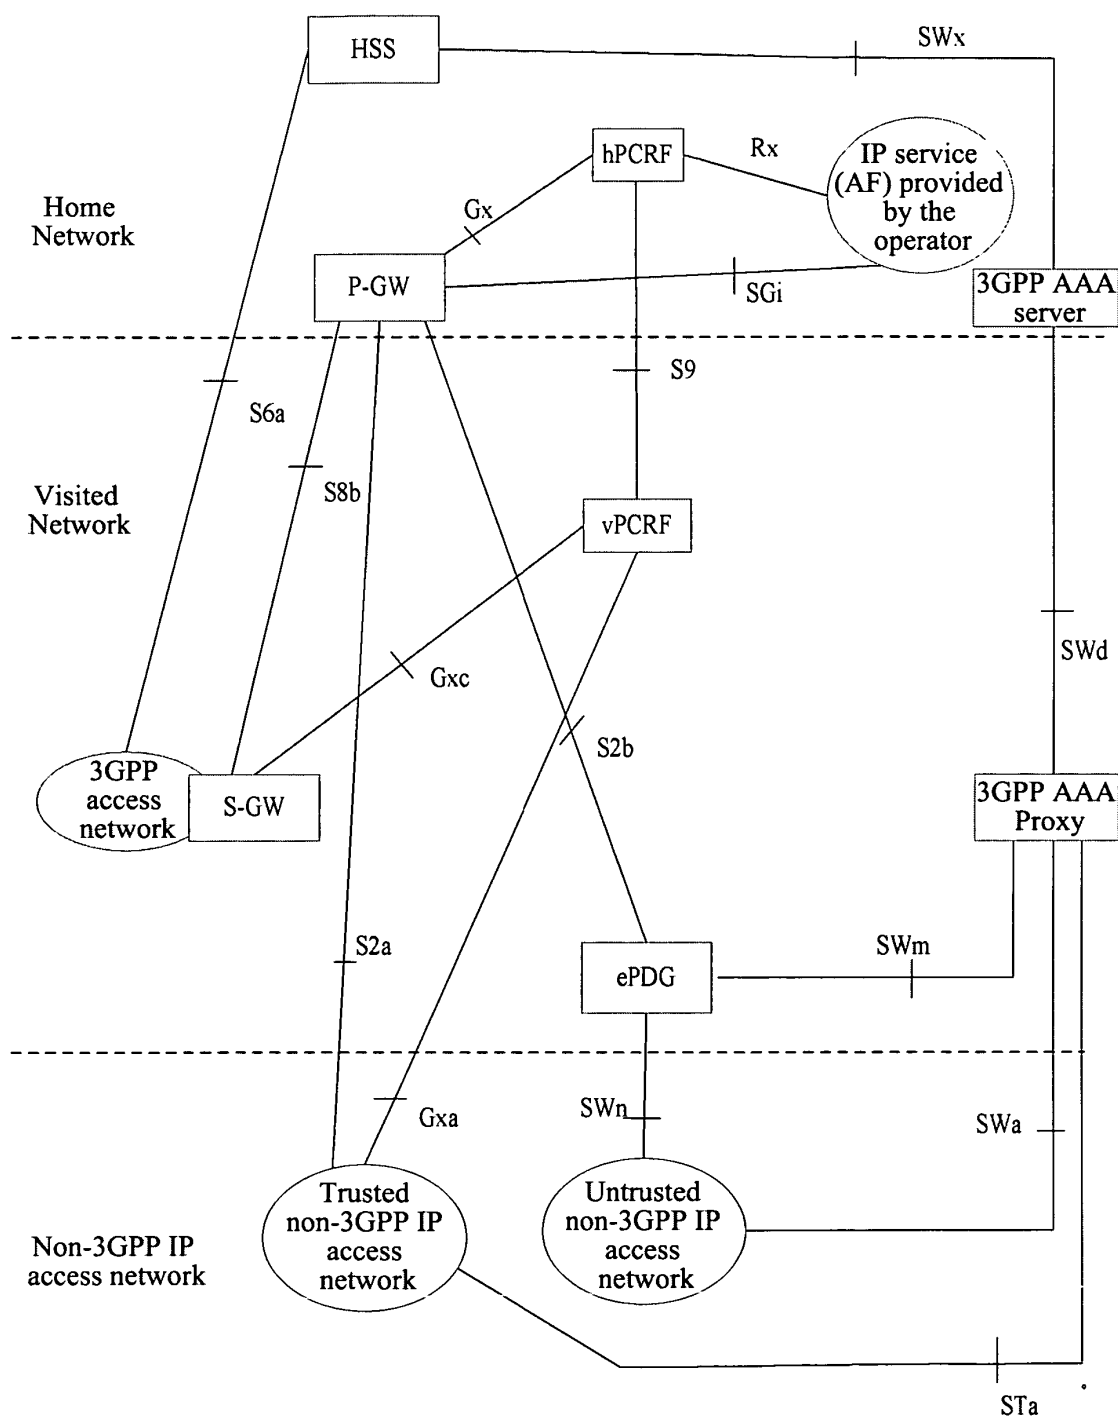 HSS
SWx
hPCRF
Rx
IP service
(AF) provided
by the
operator
Home
Network
Gx
P-GW
SGi
3GPP AAA
server
S9
S6a
Visited
Network
S8b
vPCRF
Gxc
SWd
S2b
3GPP
access
network
S-GW
3GPP AAA
Proxy
S2a
ePDG
SWm
Gxa
SWn
SWa
Trusted
non-3GPP IP
access
network
Untrusted
non-3GPP IP
access
network
Non-3GPP IP
access network
STa